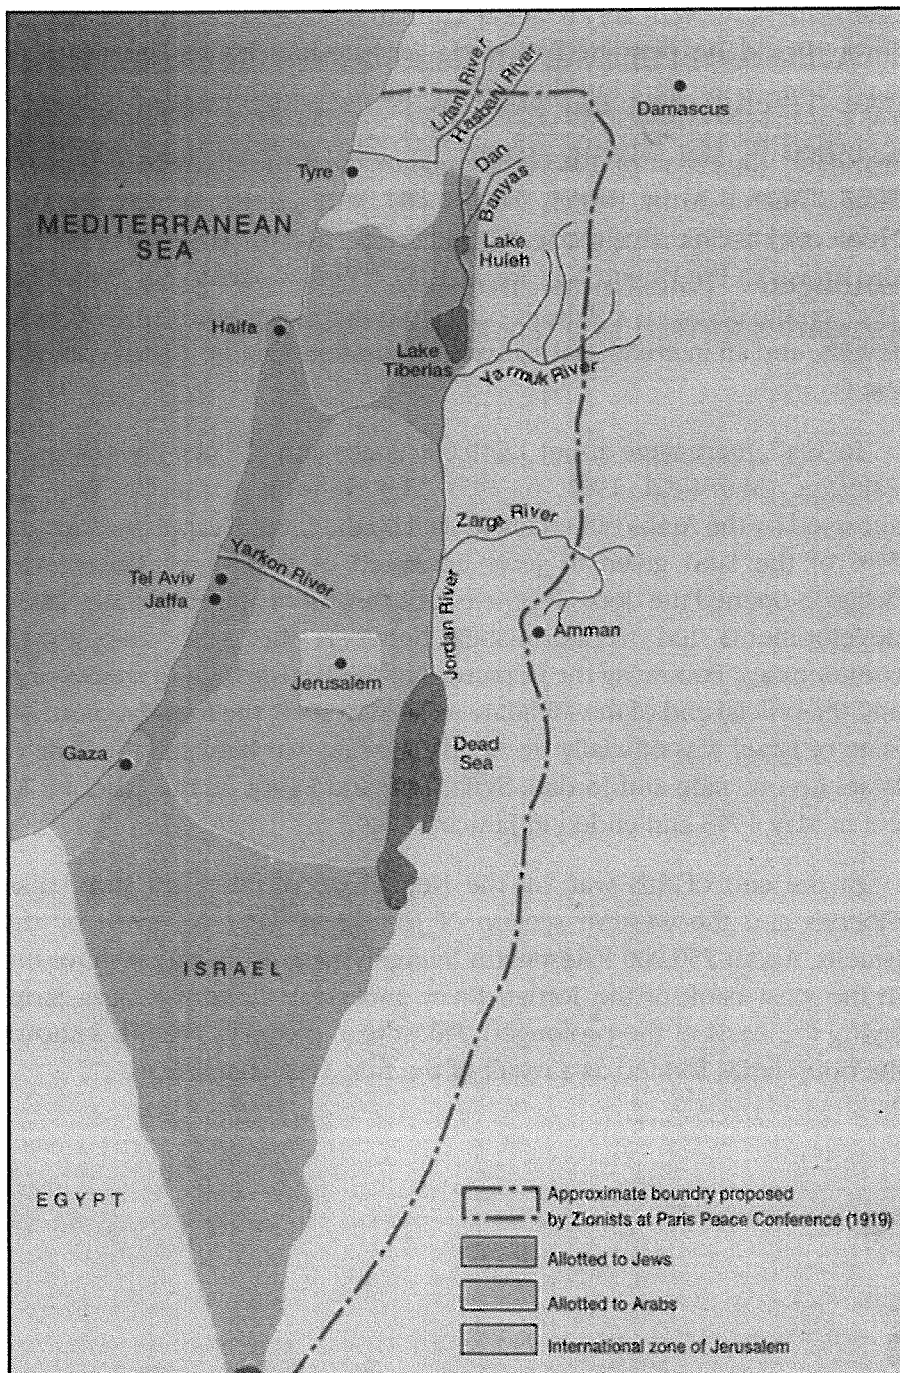 Litani River
Hasbani River
Damascus
Dan
Tyre
Banyas
MEDITERRANEAN
SEA
Lake
Huleh
Haifa
Lake
Tiberias
Yarmuk River
Zarga River
Yarkon River
Tel Aviv
Jaffa
Jordan River
Amman
Jerusalem
Gaza
Dead
Sea
ISRAEL
EGYPT
Approximate boundry proposed
by Zionists at Paris Peace Conference (1919)
Allotted to Jews
Allotted to Arabs
International zone of Jerusalem